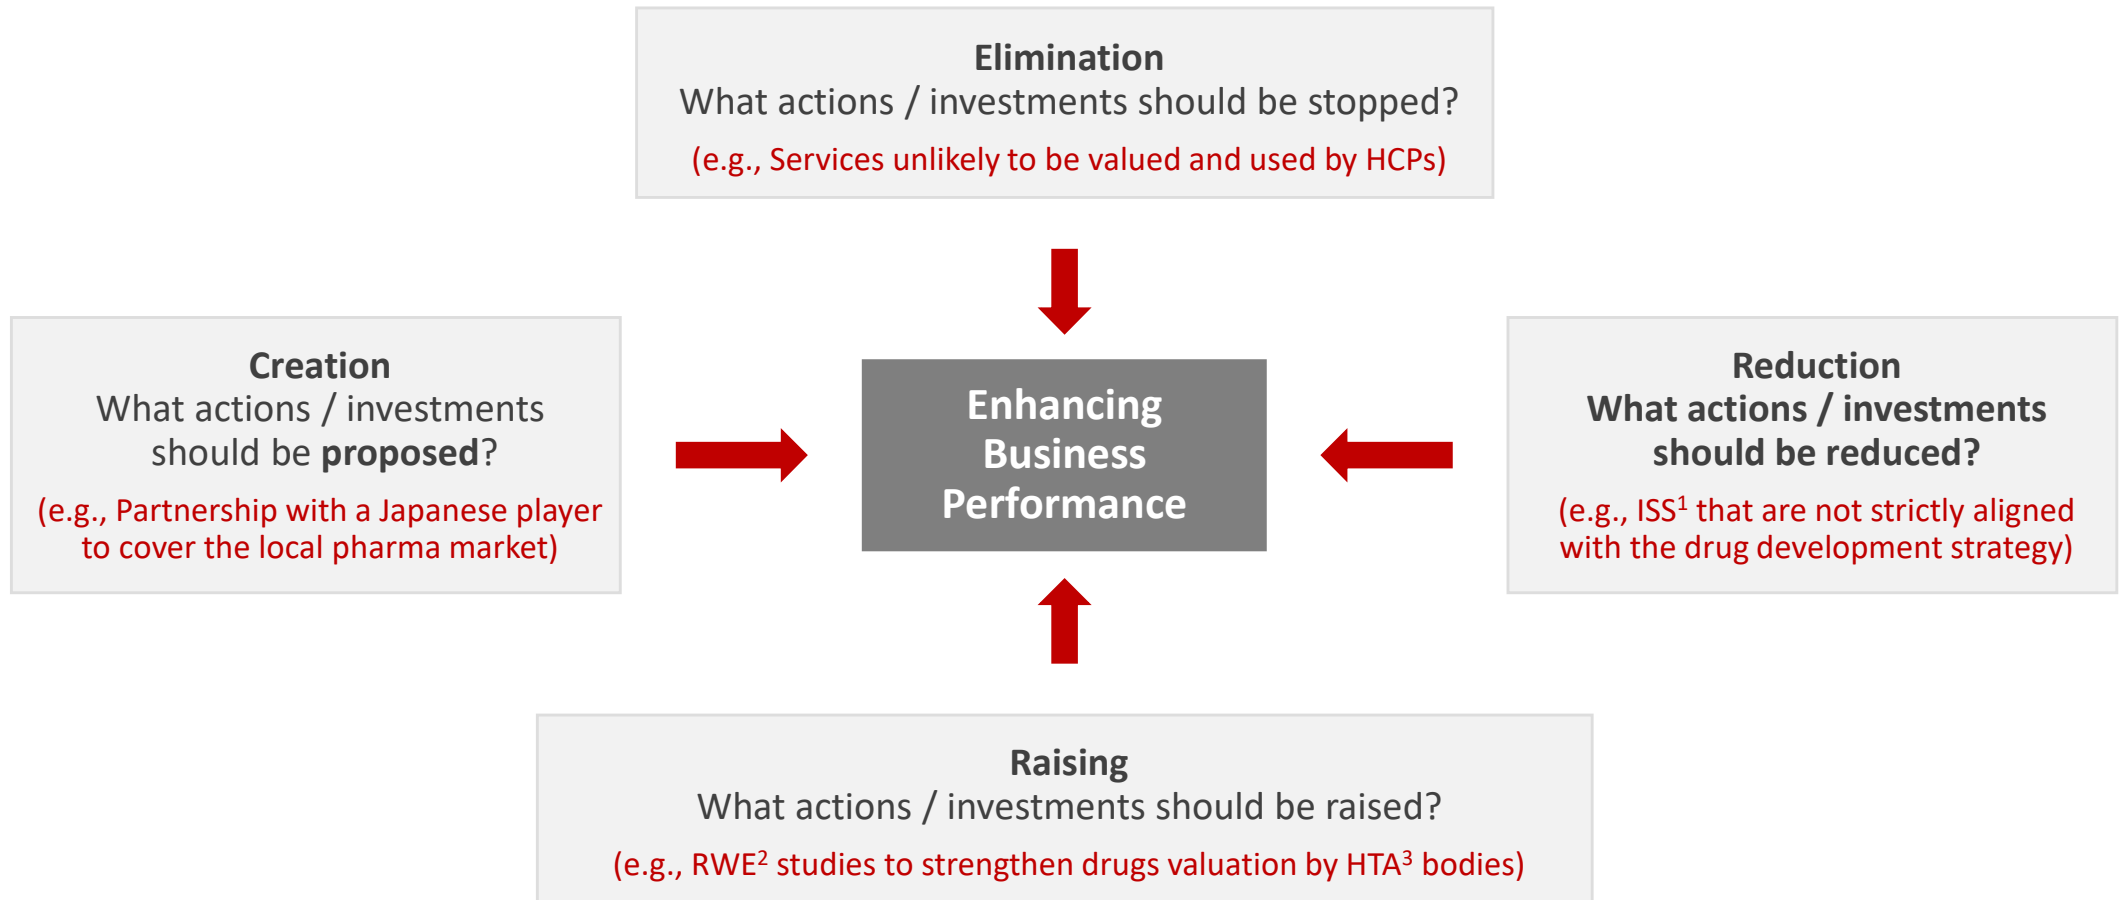 Elimination
What actions / investments should be stopped?
(e.g., Services unlikely to be valued and used by HCPs)
Creation
What actions / investments
should be proposed?
(e.g., Partnership with a Japanese player
to cover the local pharma market)
Enhancing
Business
Performance
Reduction
What actions / investments
should be reduced?
(e.g., ISS¹ that are not strictly aligned
with the drug development strategy)
Raising
What actions / investments should be raised?
(e.g., RWE² studies to strengthen drugs valuation by HTA³ bodies)